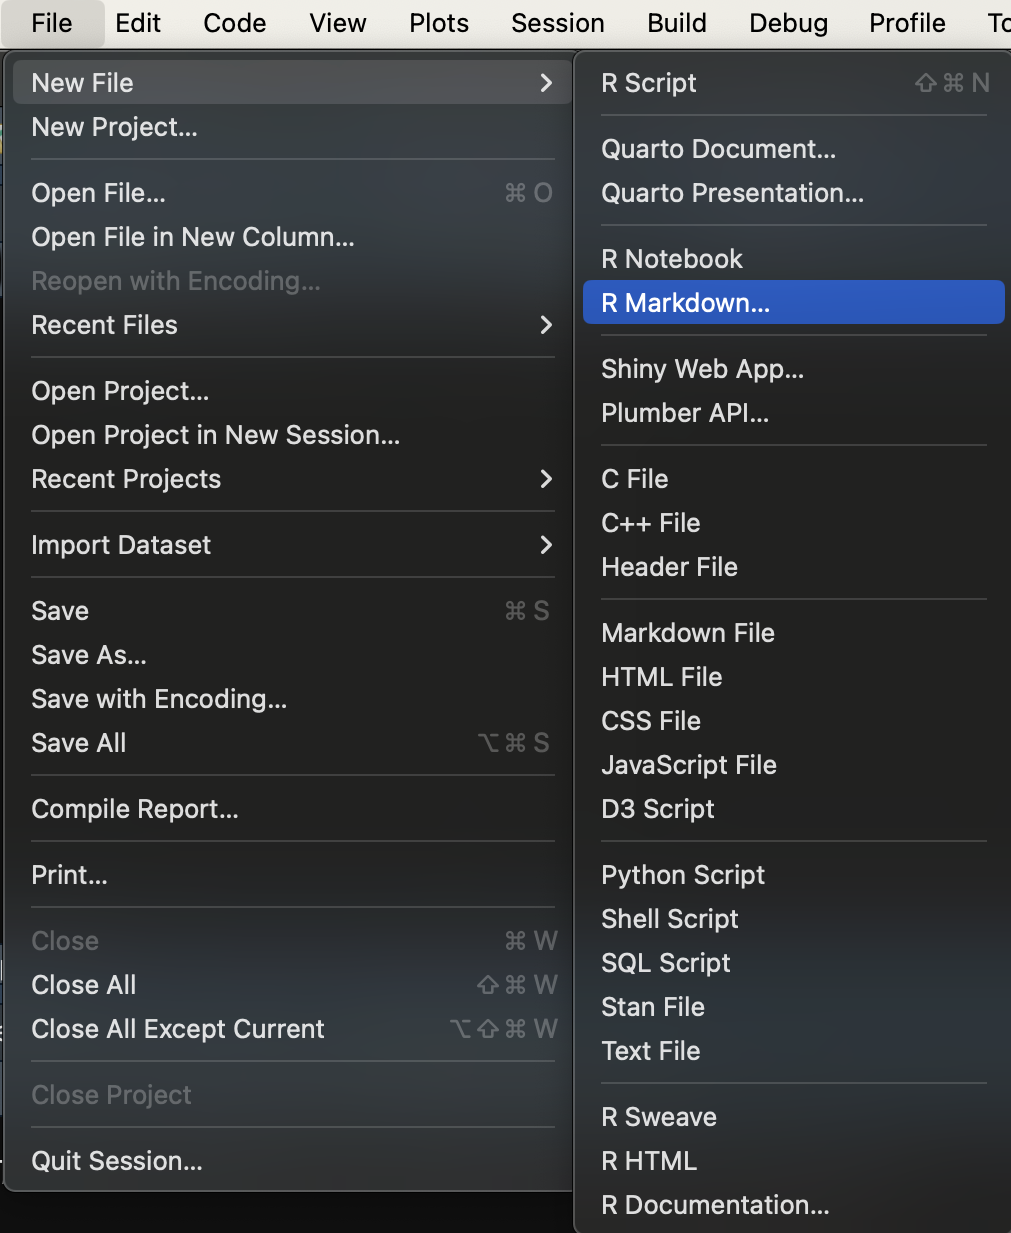 File Edit Code View Plots Session Build Debug Profile To
New File
New Project...
Open File... ⌘ O
Open File in New Column...
Reopen with Encoding...
Recent Files
Open Project...
Open Project in New Session...
Recent Projects
Import Dataset
Save ⌘ S
Save As...
Save with Encoding...
Save All ⌥ ⌘ S
Compile Report...
Print...
Close ⌘ W
Close All ⇧ ⌘ W
Close All Except Current ⌥ ⇧ ⌘ W
Close Project
Quit Session...
R Script ⇧ ⌘ N
Quarto Document...
Quarto Presentation...
R Notebook
R Markdown...
Shiny Web App...
Plumber API...
C File
C++ File
Header File
Markdown File
HTML File
CSS File
JavaScript File
D3 Script
Python Script
Shell Script
SQL Script
Stan File
Text File
R Sweave
R HTML
R Documentation...